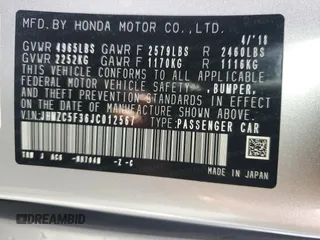 MFD.BY HONDA MOTOR CO.,LTD.
4/'18
GVWR 4965LBS GAWR F 2579LBS R 2460LBS
GVWR 2252KG GAWR F 1170KG R 1116KG
THIS VEHICLE CONFORMS TO ALL APPLICABLE
FEDERAL MOTOR VEHICLE SAFETY, BUMPER,
AND THEFT PREVENTION STANDARDS IN EFFECT
ON THE DATE OF MANUFACTURE SHOWN ABOVE.
VIN:JHMZC5F36JC012567 TYPE:PASSENGER CAR
-Z-C
MADE IN JAPAN
DREAMBID